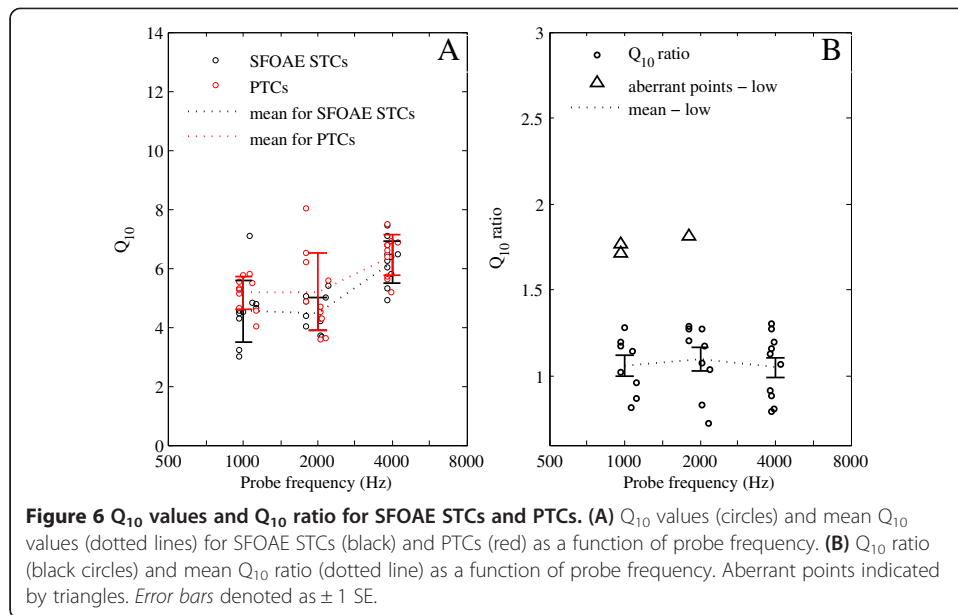 14
12
10
8
6
4
2
0
Q10
500 1000 2000 4000 8000
Probe frequency (Hz)
A
SFOAE STCs
PTCs
mean for SFOAE STCs
mean for PTCs
3
2.5
2
1.5
1
Q10 ratio
500 1000 2000 4000 8000
Probe frequency (Hz)
B
Q10 ratio
aberrant points – low
mean – low
Figure 6 Q10 values and Q10 ratio for SFOAE STCs and PTCs. (A) Q10 values (circles) and mean Q10
values (dotted lines) for SFOAE STCs (black) and PTCs (red) as a function of probe frequency. (B) Q10 ratio
(black circles) and mean Q10 ratio (dotted line) as a function of probe frequency. Aberrant points indicated
by triangles. Error bars denoted as ± 1 SE.